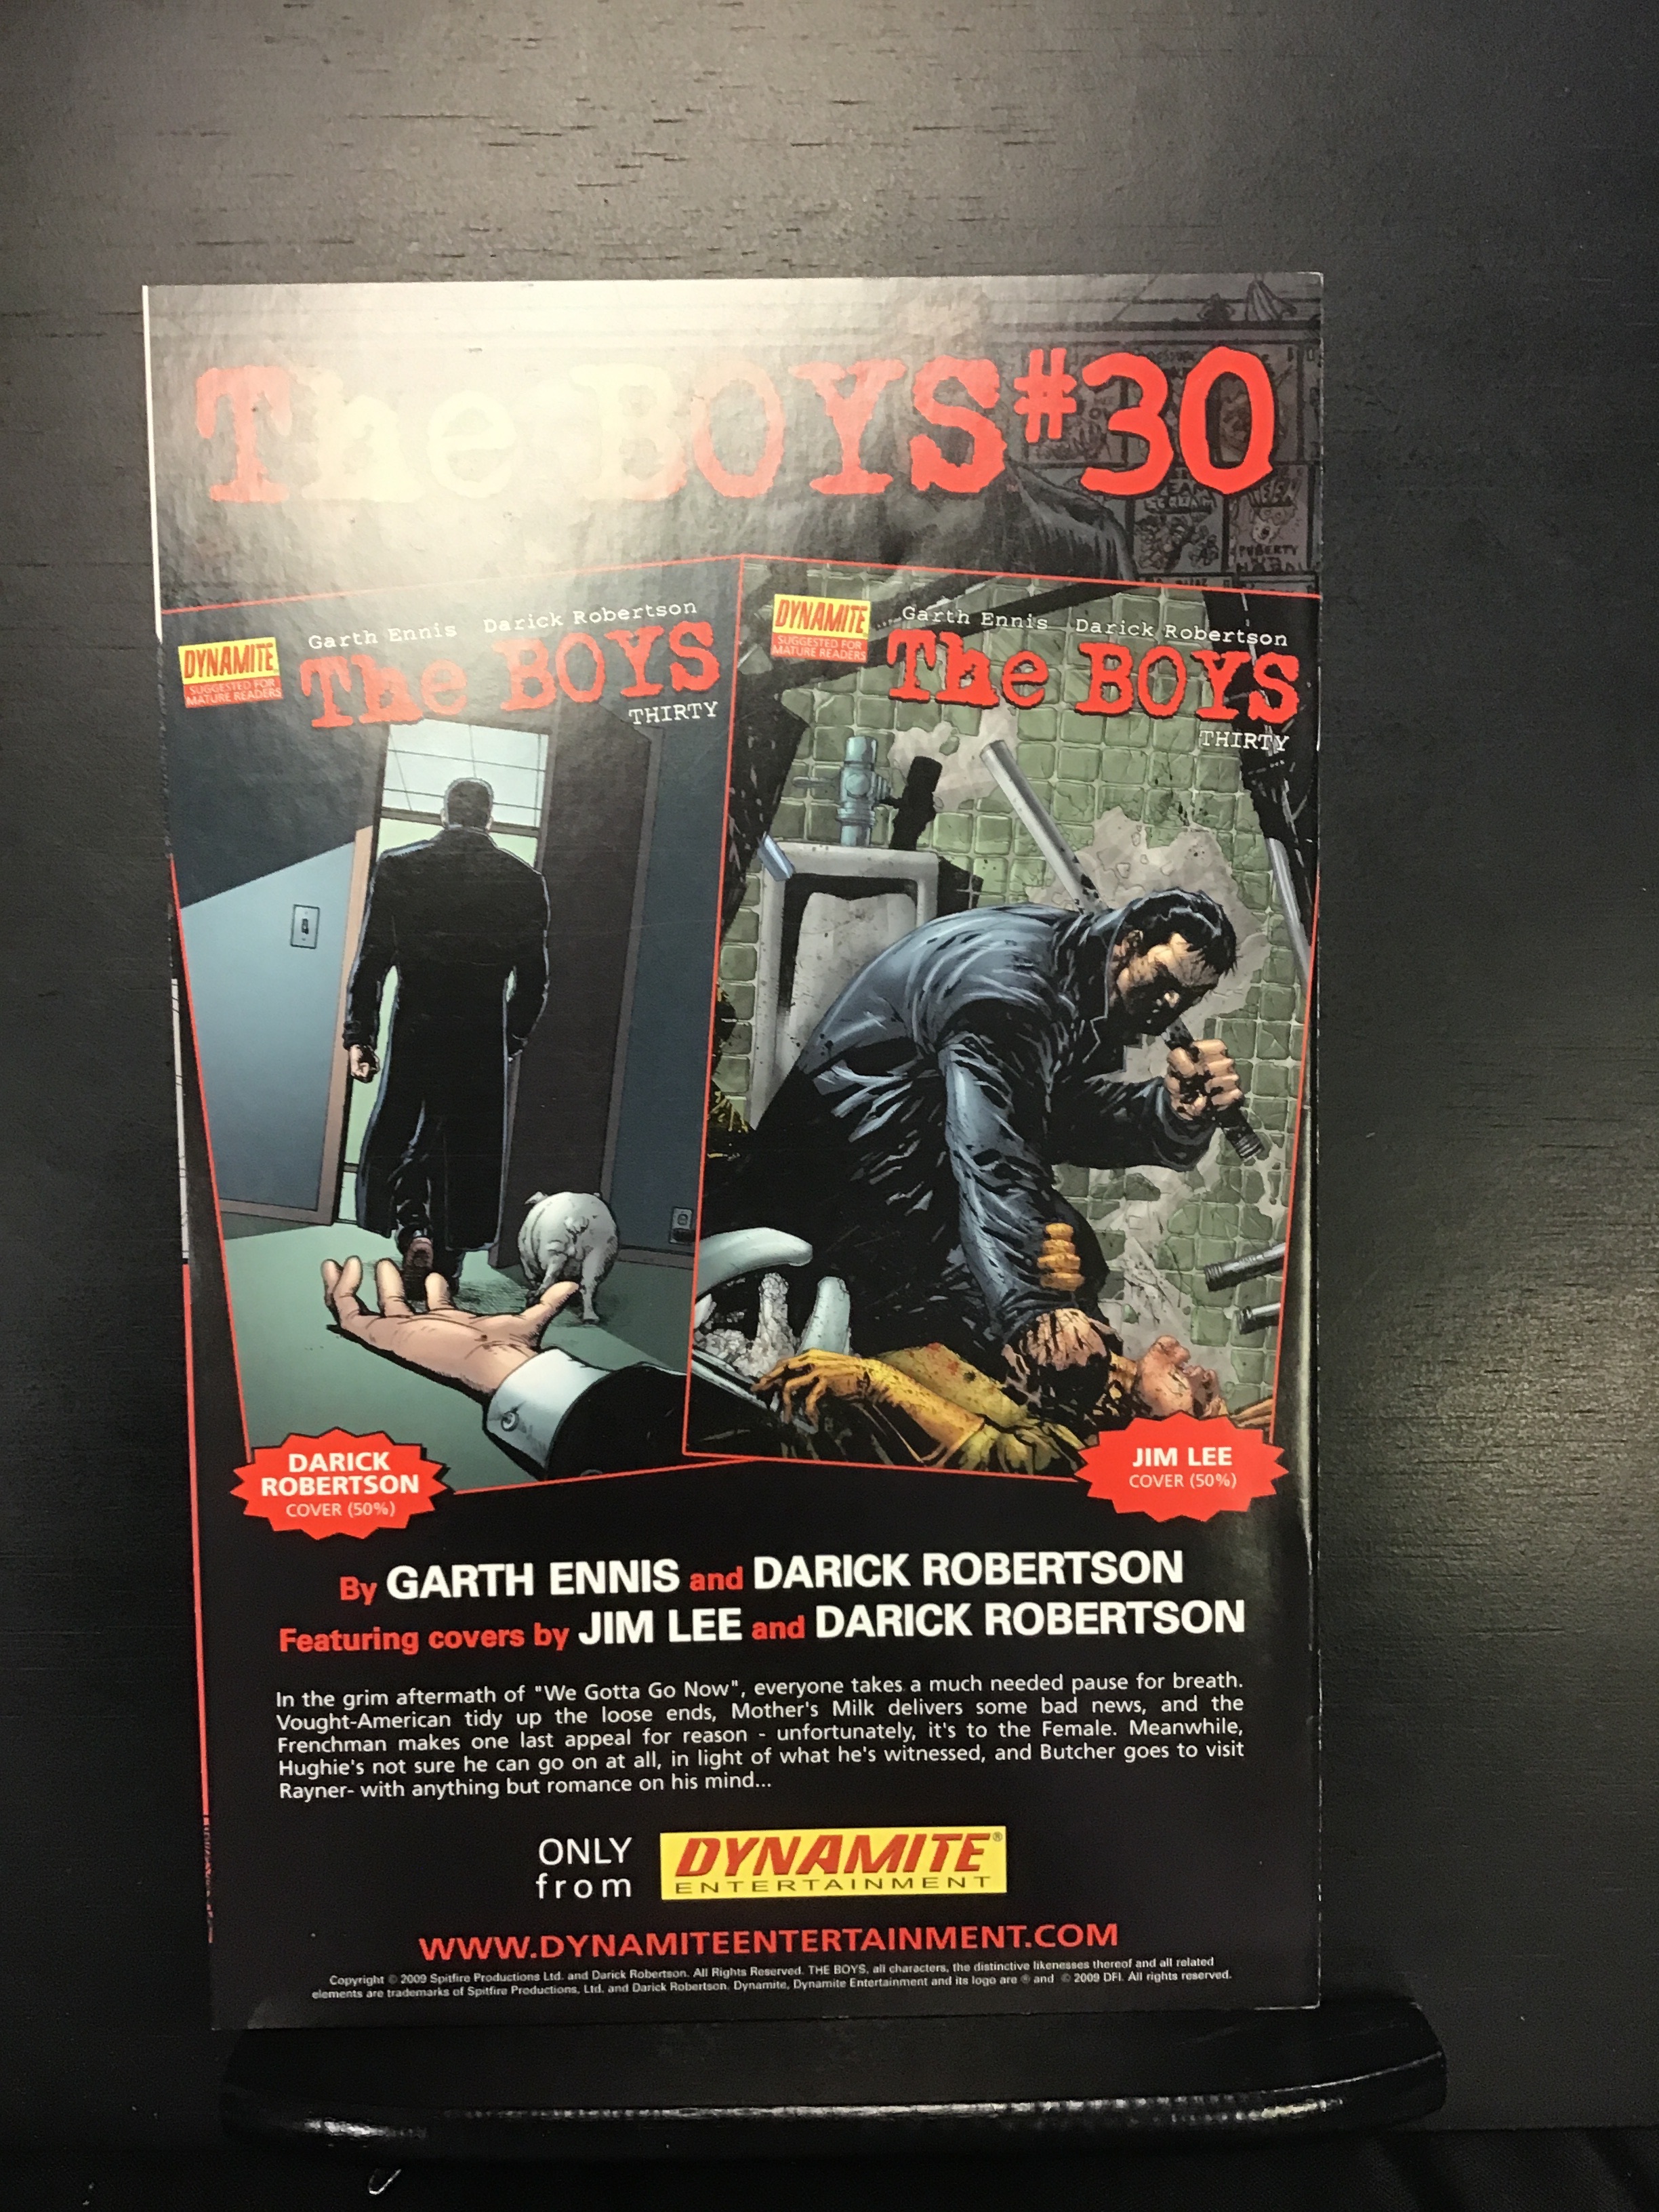 The BOYS #30
DYNAMITE
SUGGESTED FOR
MATURE READERS
Garth Ennis Darick Robertson
The BOYS
THIRTY
DARICK
ROBERTSON
COVER (50%)
DYNAMITE
SUGGESTED FOR
MATURE READERS
Garth Ennis Darick Robertson
The BOYS
THIRTY
JIM LEE
COVER (50%)
By GARTH ENNIS and DARICK ROBERTSON
Featuring covers by JIM LEE and DARICK ROBERTSON
In the grim aftermath of "We Gotta Go Now", everyone takes a much needed pause for breath.
Vought-American tidy up the loose ends, Mother's Milk delivers some bad news, and the
Frenchman makes one last appeal for reason - unfortunately, it's to the Female. Meanwhile,
Hughie's not sure he can go on at all, in light of what he's witnessed, and Butcher goes to visit
Rayner- with anything but romance on his mind...
ONLY
from
DYNAMITE®
ENTERTAINMENT
WWW.DYNAMITEENTERTAINMENT.COM
Copyright © 2009 Spitfire Productions Ltd. and Darick Robertson. All Rights Reserved. THE BOYS, all characters, the distinctive likenesses thereof and all related
elements are trademarks of Spitfire Productions, Ltd. and Darick Robertson. Dynamite, Dynamite Entertainment and its logo are ® and © 2009 DFI. All rights reserved.